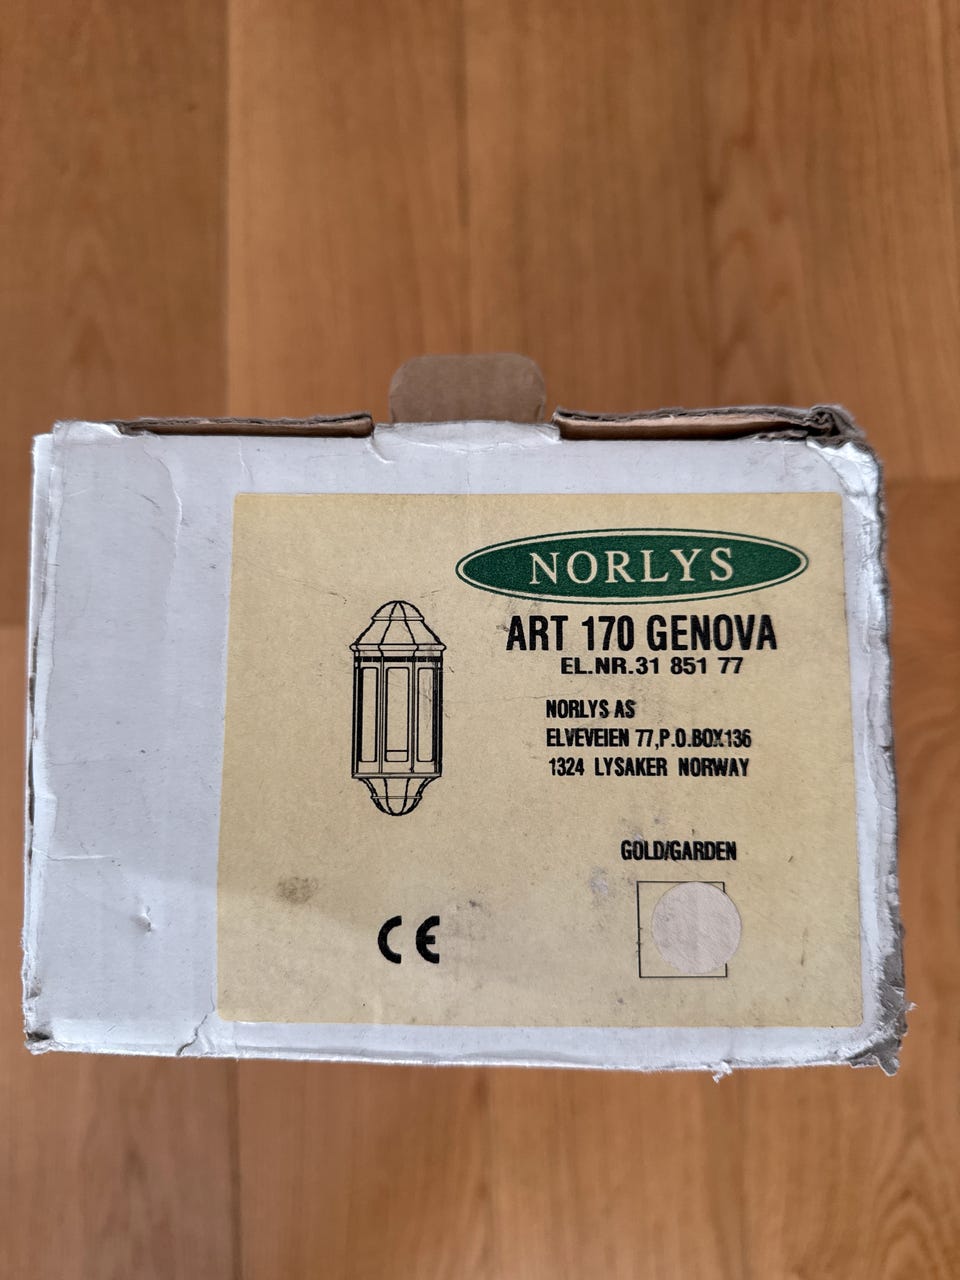 NORLYS
ART 170 GENOVA
EL.NR.31 851 77
NORLYS AS
ELVEVEIEN 77,P.O.BOX136
1324 LYSAKER NORWAY
GOLD/GARDEN
CE